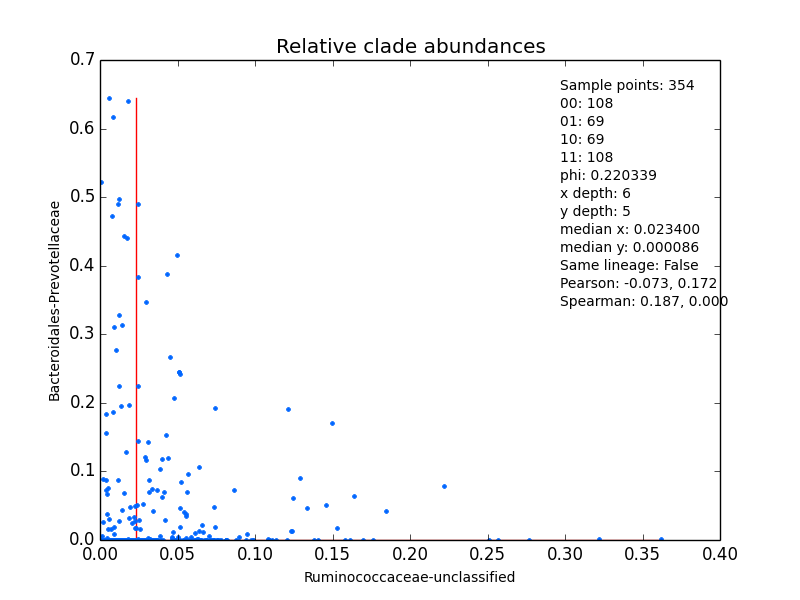 Relative clade abundances
0.7
0.6
0.5
0.4
0.3
0.2
0.1
0.0
Bacteroidales-Prevotellaceae
Sample points: 354
00: 108
01: 69
10: 69
11: 108
phi: 0.220339
x depth: 6
y depth: 5
median x: 0.023400
median y: 0.000086
Same lineage: False
Pearson: -0.073, 0.172
Spearman: 0.187, 0.000
0.00 0.05 0.10 0.15 0.20 0.25 0.30 0.35 0.40
Ruminococcaceae-unclassified